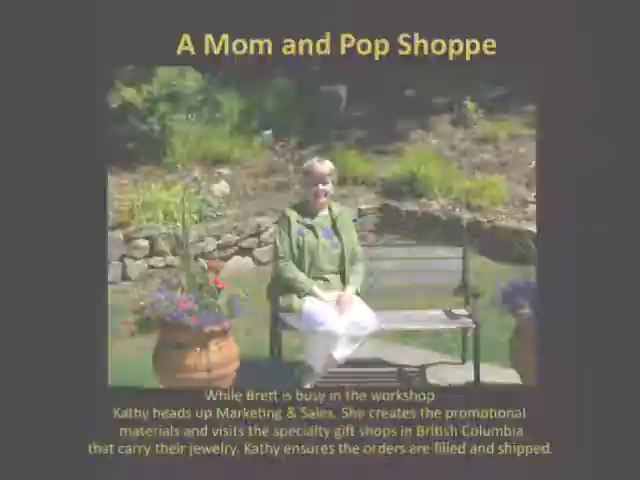 A Mom and Pop Shoppe
While Brett is busy in the workshop
Kathy heads up Marketing & Sales. She creates the promotional
materials and visits the specialty gift shops in British Columbia
that carry their jewelry. Kathy ensures the orders are filled and shipped.